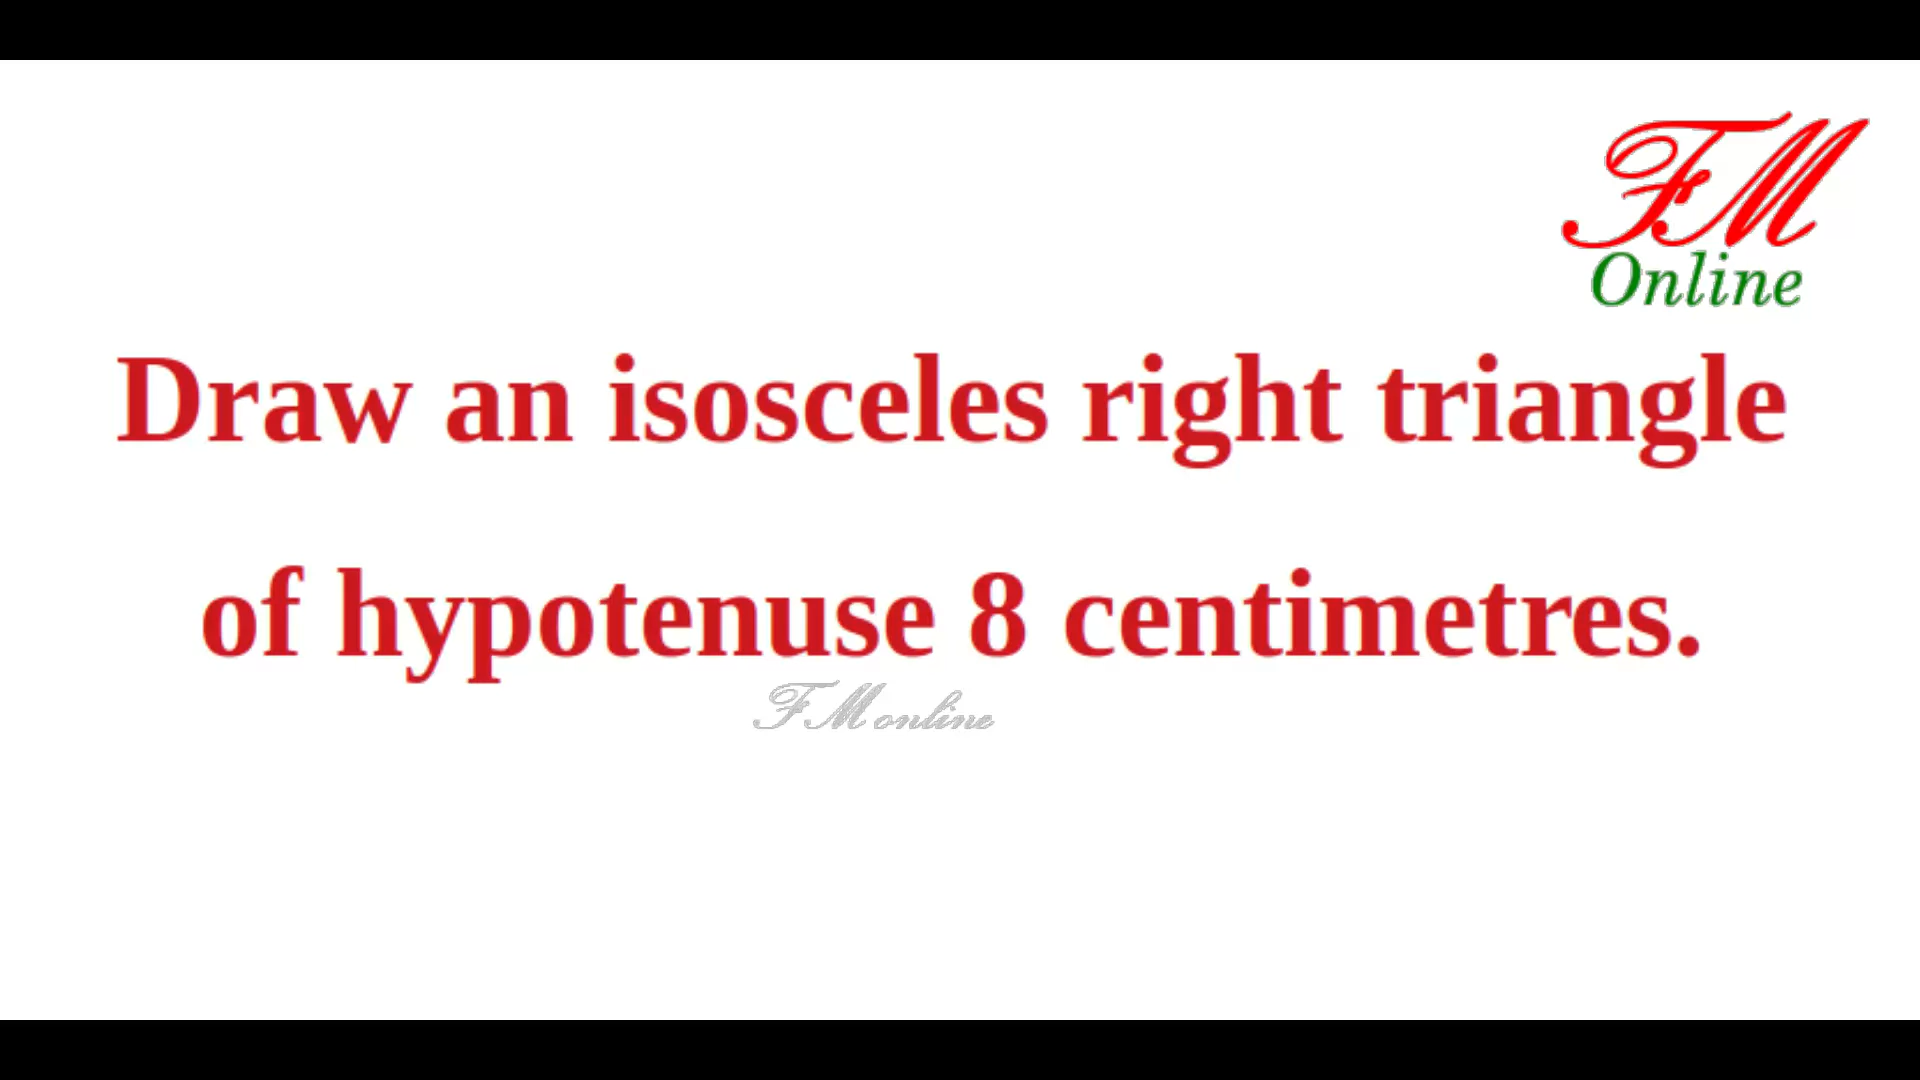 FM
Online
Draw an isosceles right triangle
of hypotenuse 8 centimetres.
FM online